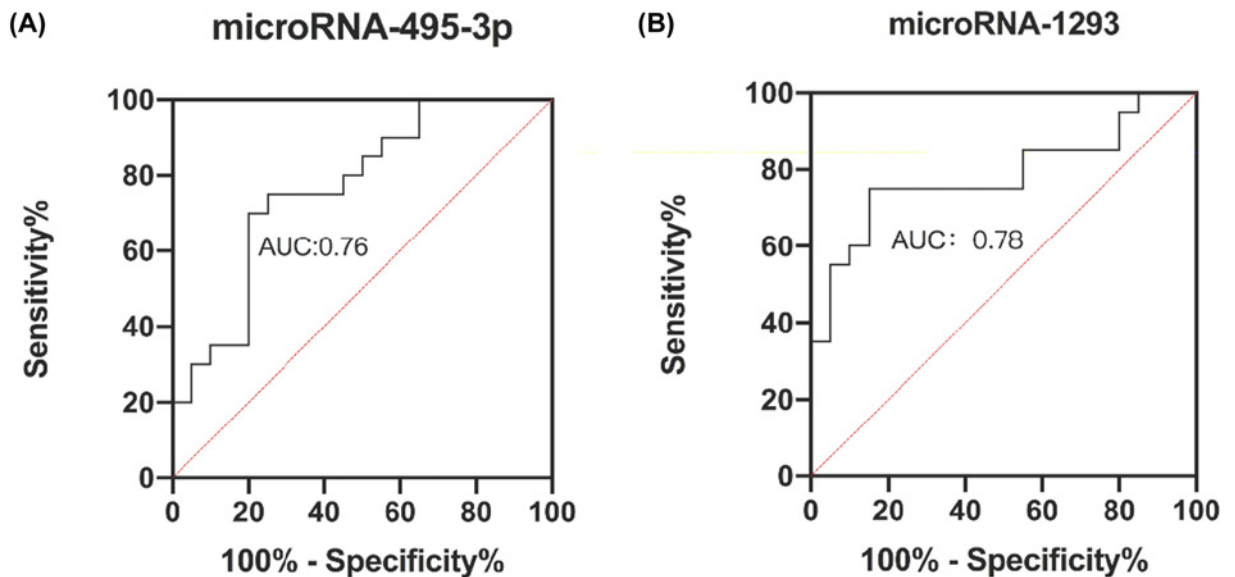 (A)
microRNA-495-3p
100
80
60
40
20
0
Sensitivity%
AUC:0.76
0 20 40 60 80 100
100% - Specificity%
(B)
microRNA-1293
100
80
60
40
20
0
Sensitivity%
AUC: 0.78
0 20 40 60 80 100
100% - Specificity%